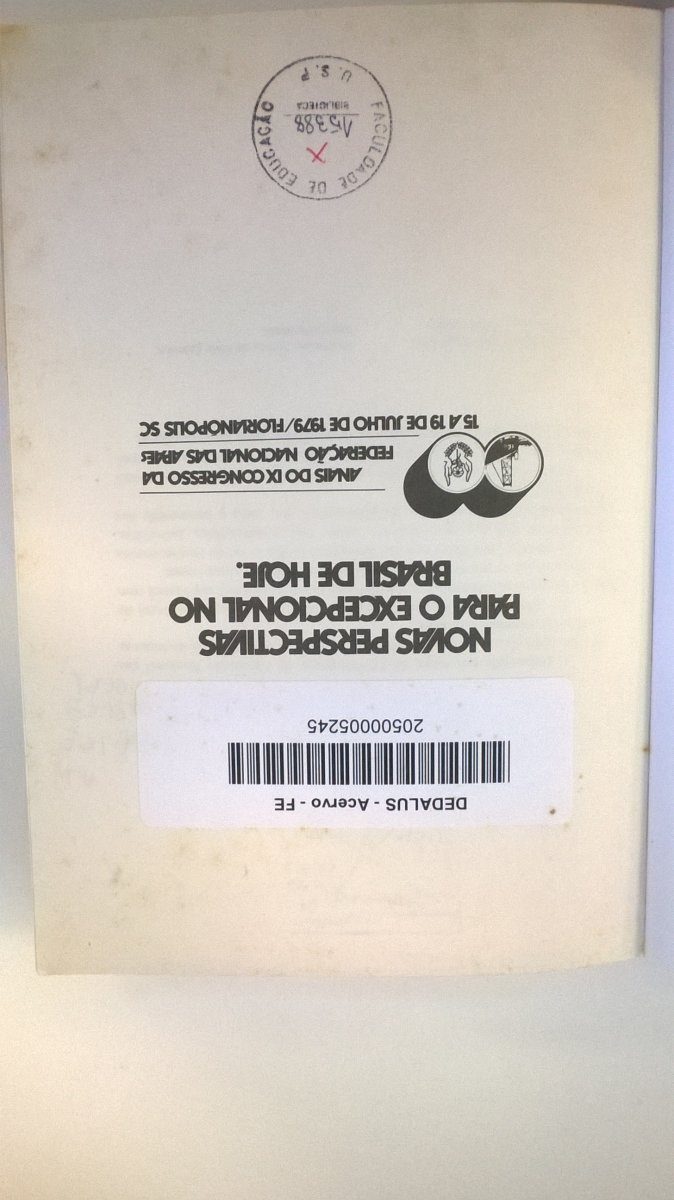 DEDALUS - Acervo - FE
20500005245
NOVAS PERSPECTIVAS
PARA O EXCEPCIONAL NO
BRASIL DE HOJE.
ANAIS DO IX CONGRESSO DA
FEDERAÇÃO NACIONAL DAS APAEs
15 A 19 DE JULHO DE 1979/FLORIANÓPOLIS SC
FACULDADE DE EDUCAÇÃO
X
15388
BIBLIOTECA
U. S. P